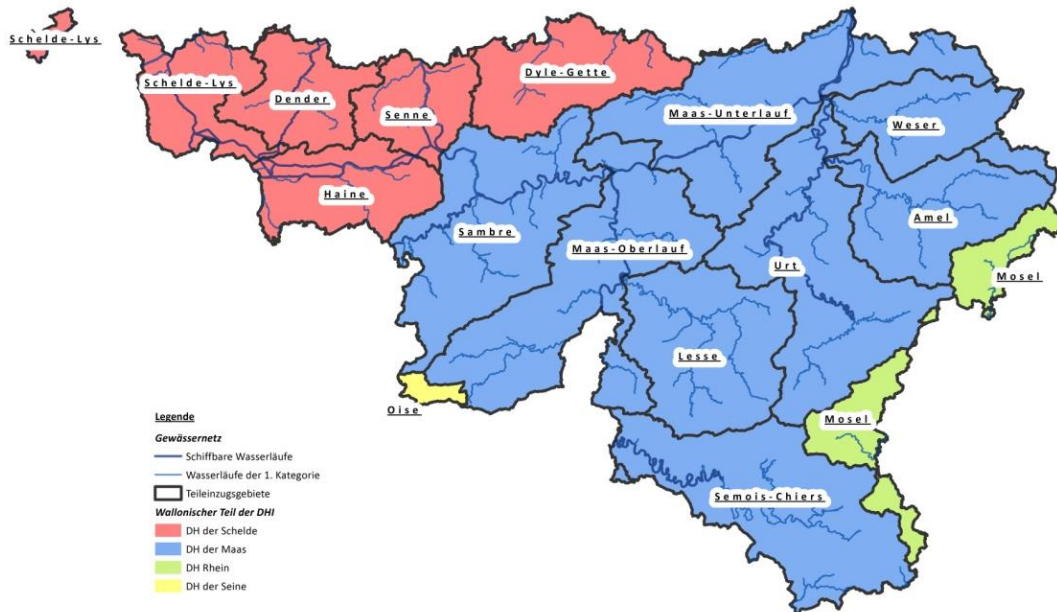 Schelde-Lys
Schelde-Lys
Dender
Senne
Dyle-Gette
Maas-Unterlauf
Weser
Haine
Sambre
Maas-Oberlauf
Urt
Amel
Mosel
Lesse
Oise
Mosel
Semois-Chiers
Legende
Gewässernetz
Schiffbare Wasserläufe
Wasserläufe der 1. Kategorie
Teileinzugsgebiete
Wallonischer Teil der DHI
DH der Schelde
DH der Maas
DH Rhein
DH der Seine